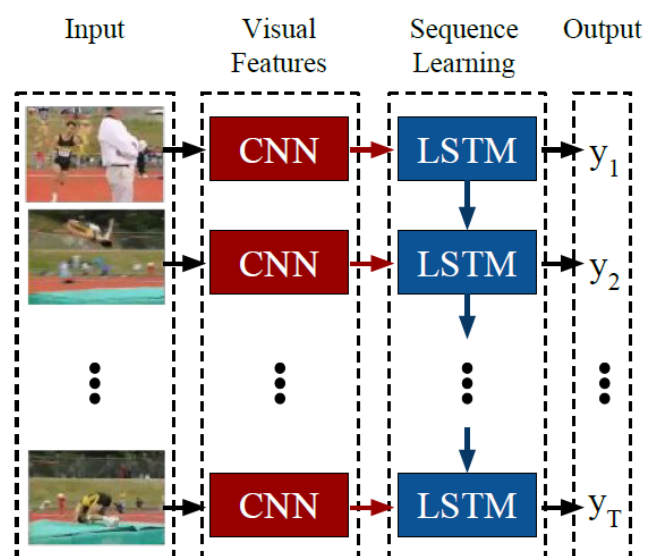 Input
Visual
Features
Sequence
Learning
Output
CNN
LSTM
y1
CNN
LSTM
y2
CNN
LSTM
yT